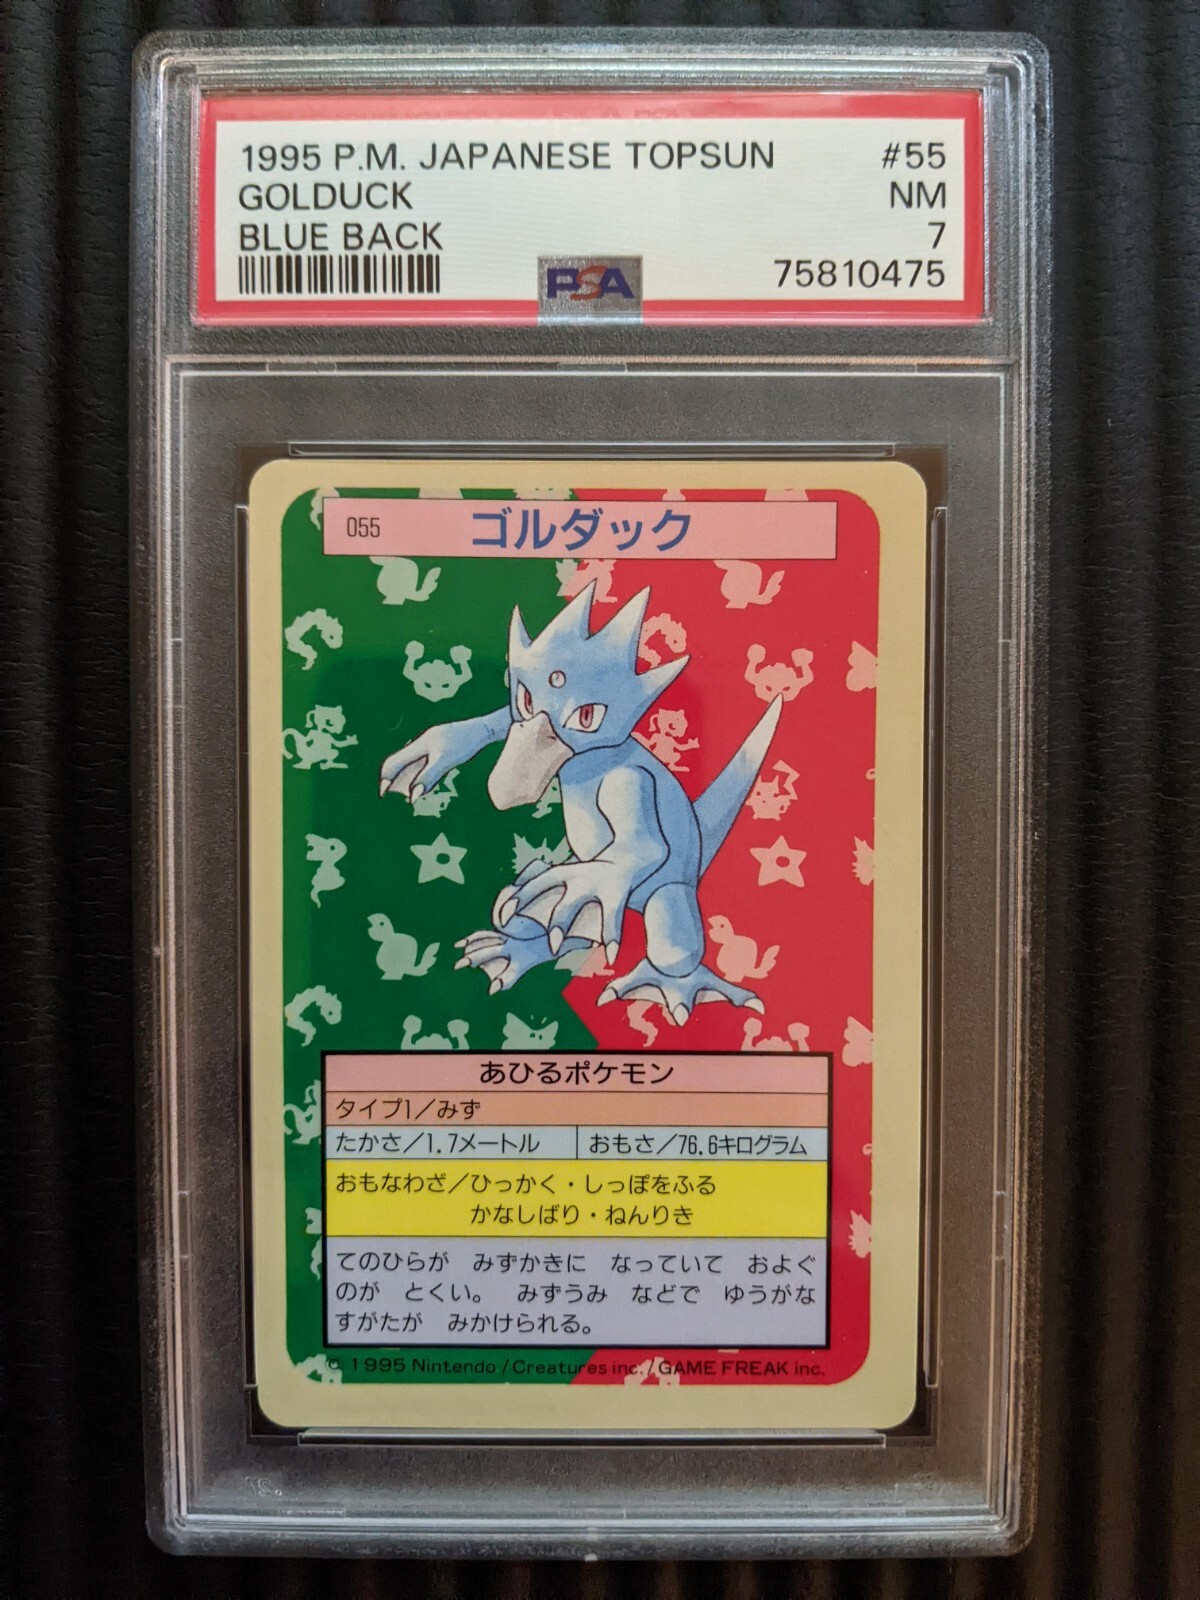 1995 P.M. JAPANESE TOPSUN #55
GOLDUCK NM
BLUE BACK 7
PSA 75810475
055 ゴルダック
あひるポケモン
タイプ1/みず
たかさ/1.7メートル おもさ/76.6キログラム
おもなわざ/ひっかく・しっぽをふる
かなしばり・ねんりき
てのひらが みずかきに なっていて およぐ
のが とくい。 みずうみ などで ゆうがな
すがたが みかけられる。
© 1995 Nintendo/Creatures inc./GAME FREAK inc.